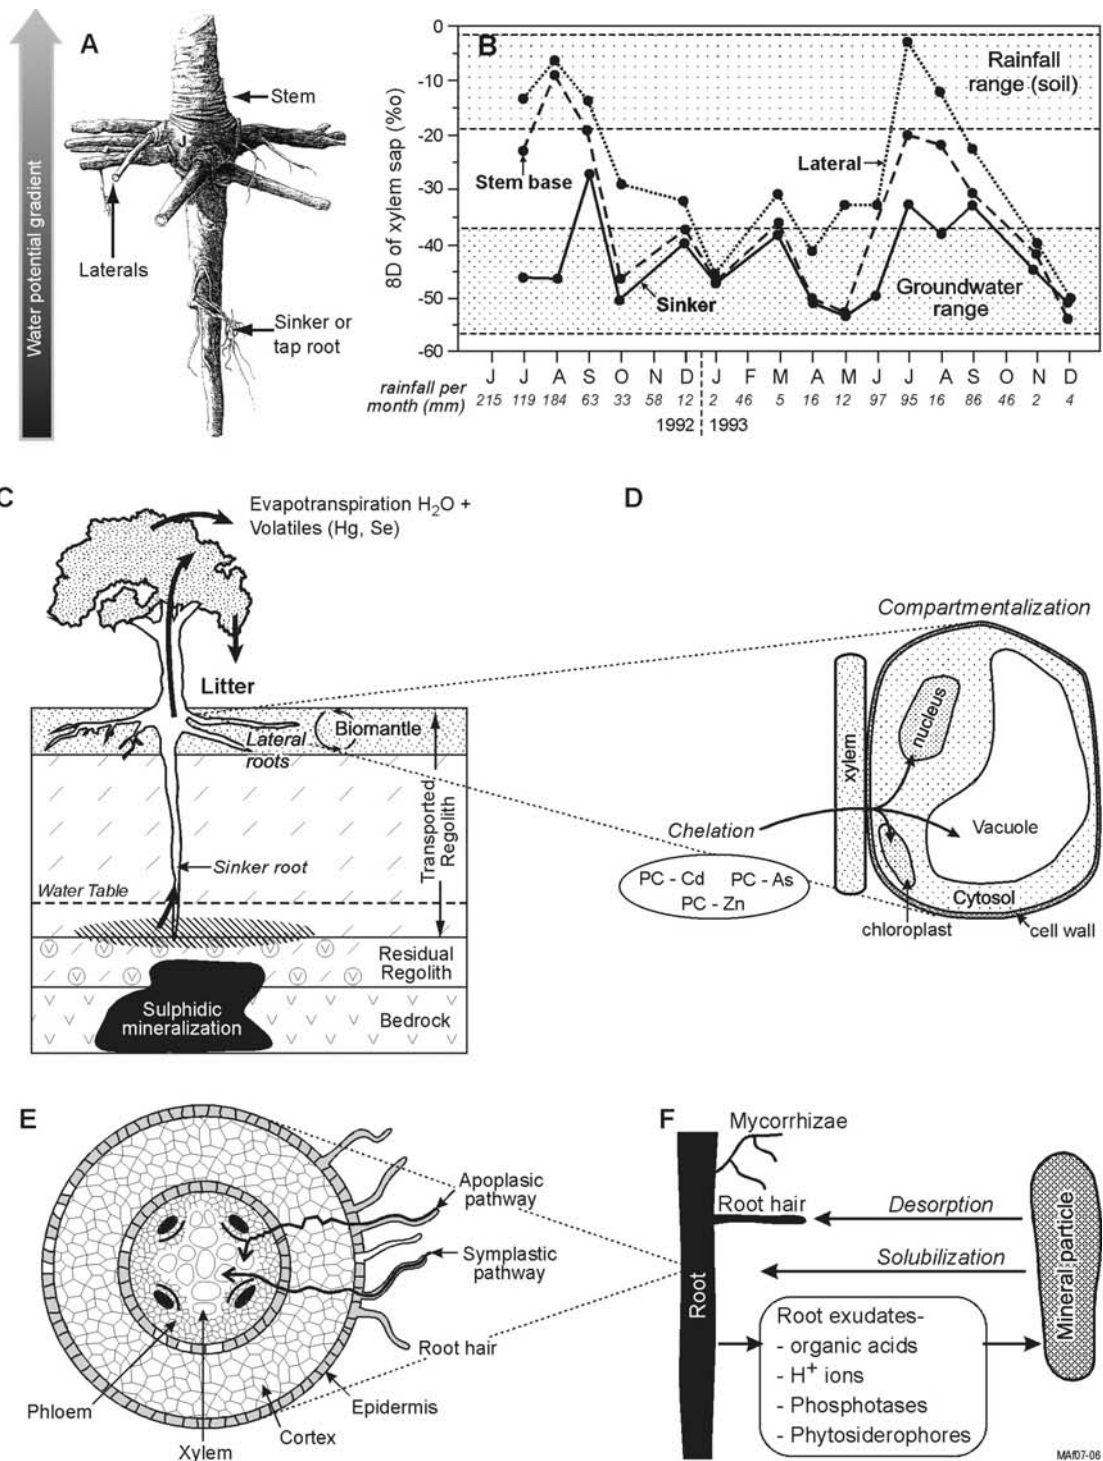 A
Stem
Laterals
Sinker or
tap root
Water potential gradient
B
8D of xylem sap (‰)
0
-10
-20
-30
-40
-50
-60
Rainfall
range (soil)
Lateral
Stem base
Sinker
Groundwater
range
J J A S O N D J F M A M J J A S O N D
rainfall per
month (mm)
215 119 184 63 33 58 12 2 46 5 16 12 97 95 16 86 46 2 4
1992 1993
C
Evapotranspiration H₂O +
Volatiles (Hg, Se)
Litter
Biomantle
Lateral
roots
Transported
Regolith
Sinker root
Water Table
Residual
Regolith
Sulphidic
mineralization
Bedrock
D
Compartmentalization
xylem
nucleus
Chelation
Vacuole
PC - Cd PC - As
PC - Zn
Cytosol
chloroplast
cell wall
E
Apoplasic
pathway
Symplastic
pathway
Root hair
Epidermis
Cortex
Xylem
Phloem
F
Mycorrhizae
Root hair
Desorption
Solubilization
Root
Mineral particle
Root exudates-
- organic acids
- H⁺ ions
- Phosphotases
- Phytosiderophores
MAf07-06